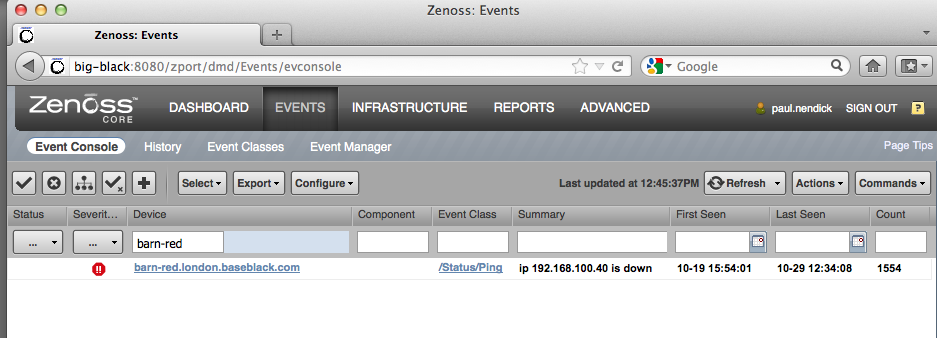 Zenoss: Events
Zenoss: Events
big-black:8080/zport/dmd/Events/evconsole
Google
Zenoss™ CORE
DASHBOARD EVENTS INFRASTRUCTURE REPORTS ADVANCED
paul.nendick SIGN OUT ?
Event Console History Event Classes Event Manager Page Tips
Select Export Configure Last updated at 12:45:37PM Refresh Actions Commands
Status Severit... Device Component Event Class Summary First Seen Last Seen Count
... ... barn-red
barn-red.london.baseblack.com /Status/Ping ip 192.168.100.40 is down 10-19 15:54:01 10-29 12:34:08 1554